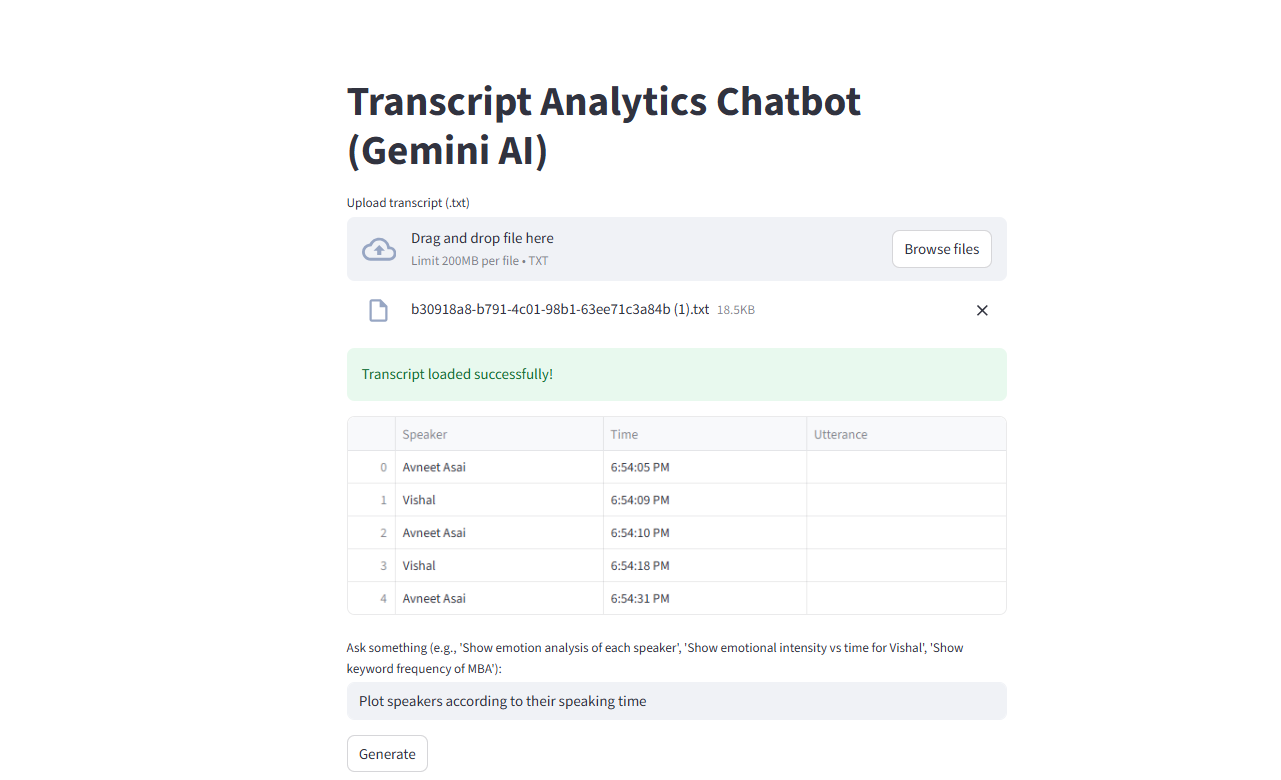 Transcript Analytics Chatbot
(Gemini AI)
Upload transcript (.txt)
Drag and drop file here
Limit 200MB per file • TXT
Browse files
b30918a8-b791-4c01-98b1-63ee71c3a84b (1).txt 18.5KB
Transcript loaded successfully!
Speaker Time Utterance
0 Avneet Asai 6:54:05 PM
1 Vishal 6:54:09 PM
2 Avneet Asai 6:54:10 PM
3 Vishal 6:54:18 PM
4 Avneet Asai 6:54:31 PM
Ask something (e.g., 'Show emotion analysis of each speaker', 'Show emotional intensity vs time for Vishal', 'Show
keyword frequency of MBA'):
Plot speakers according to their speaking time
Generate